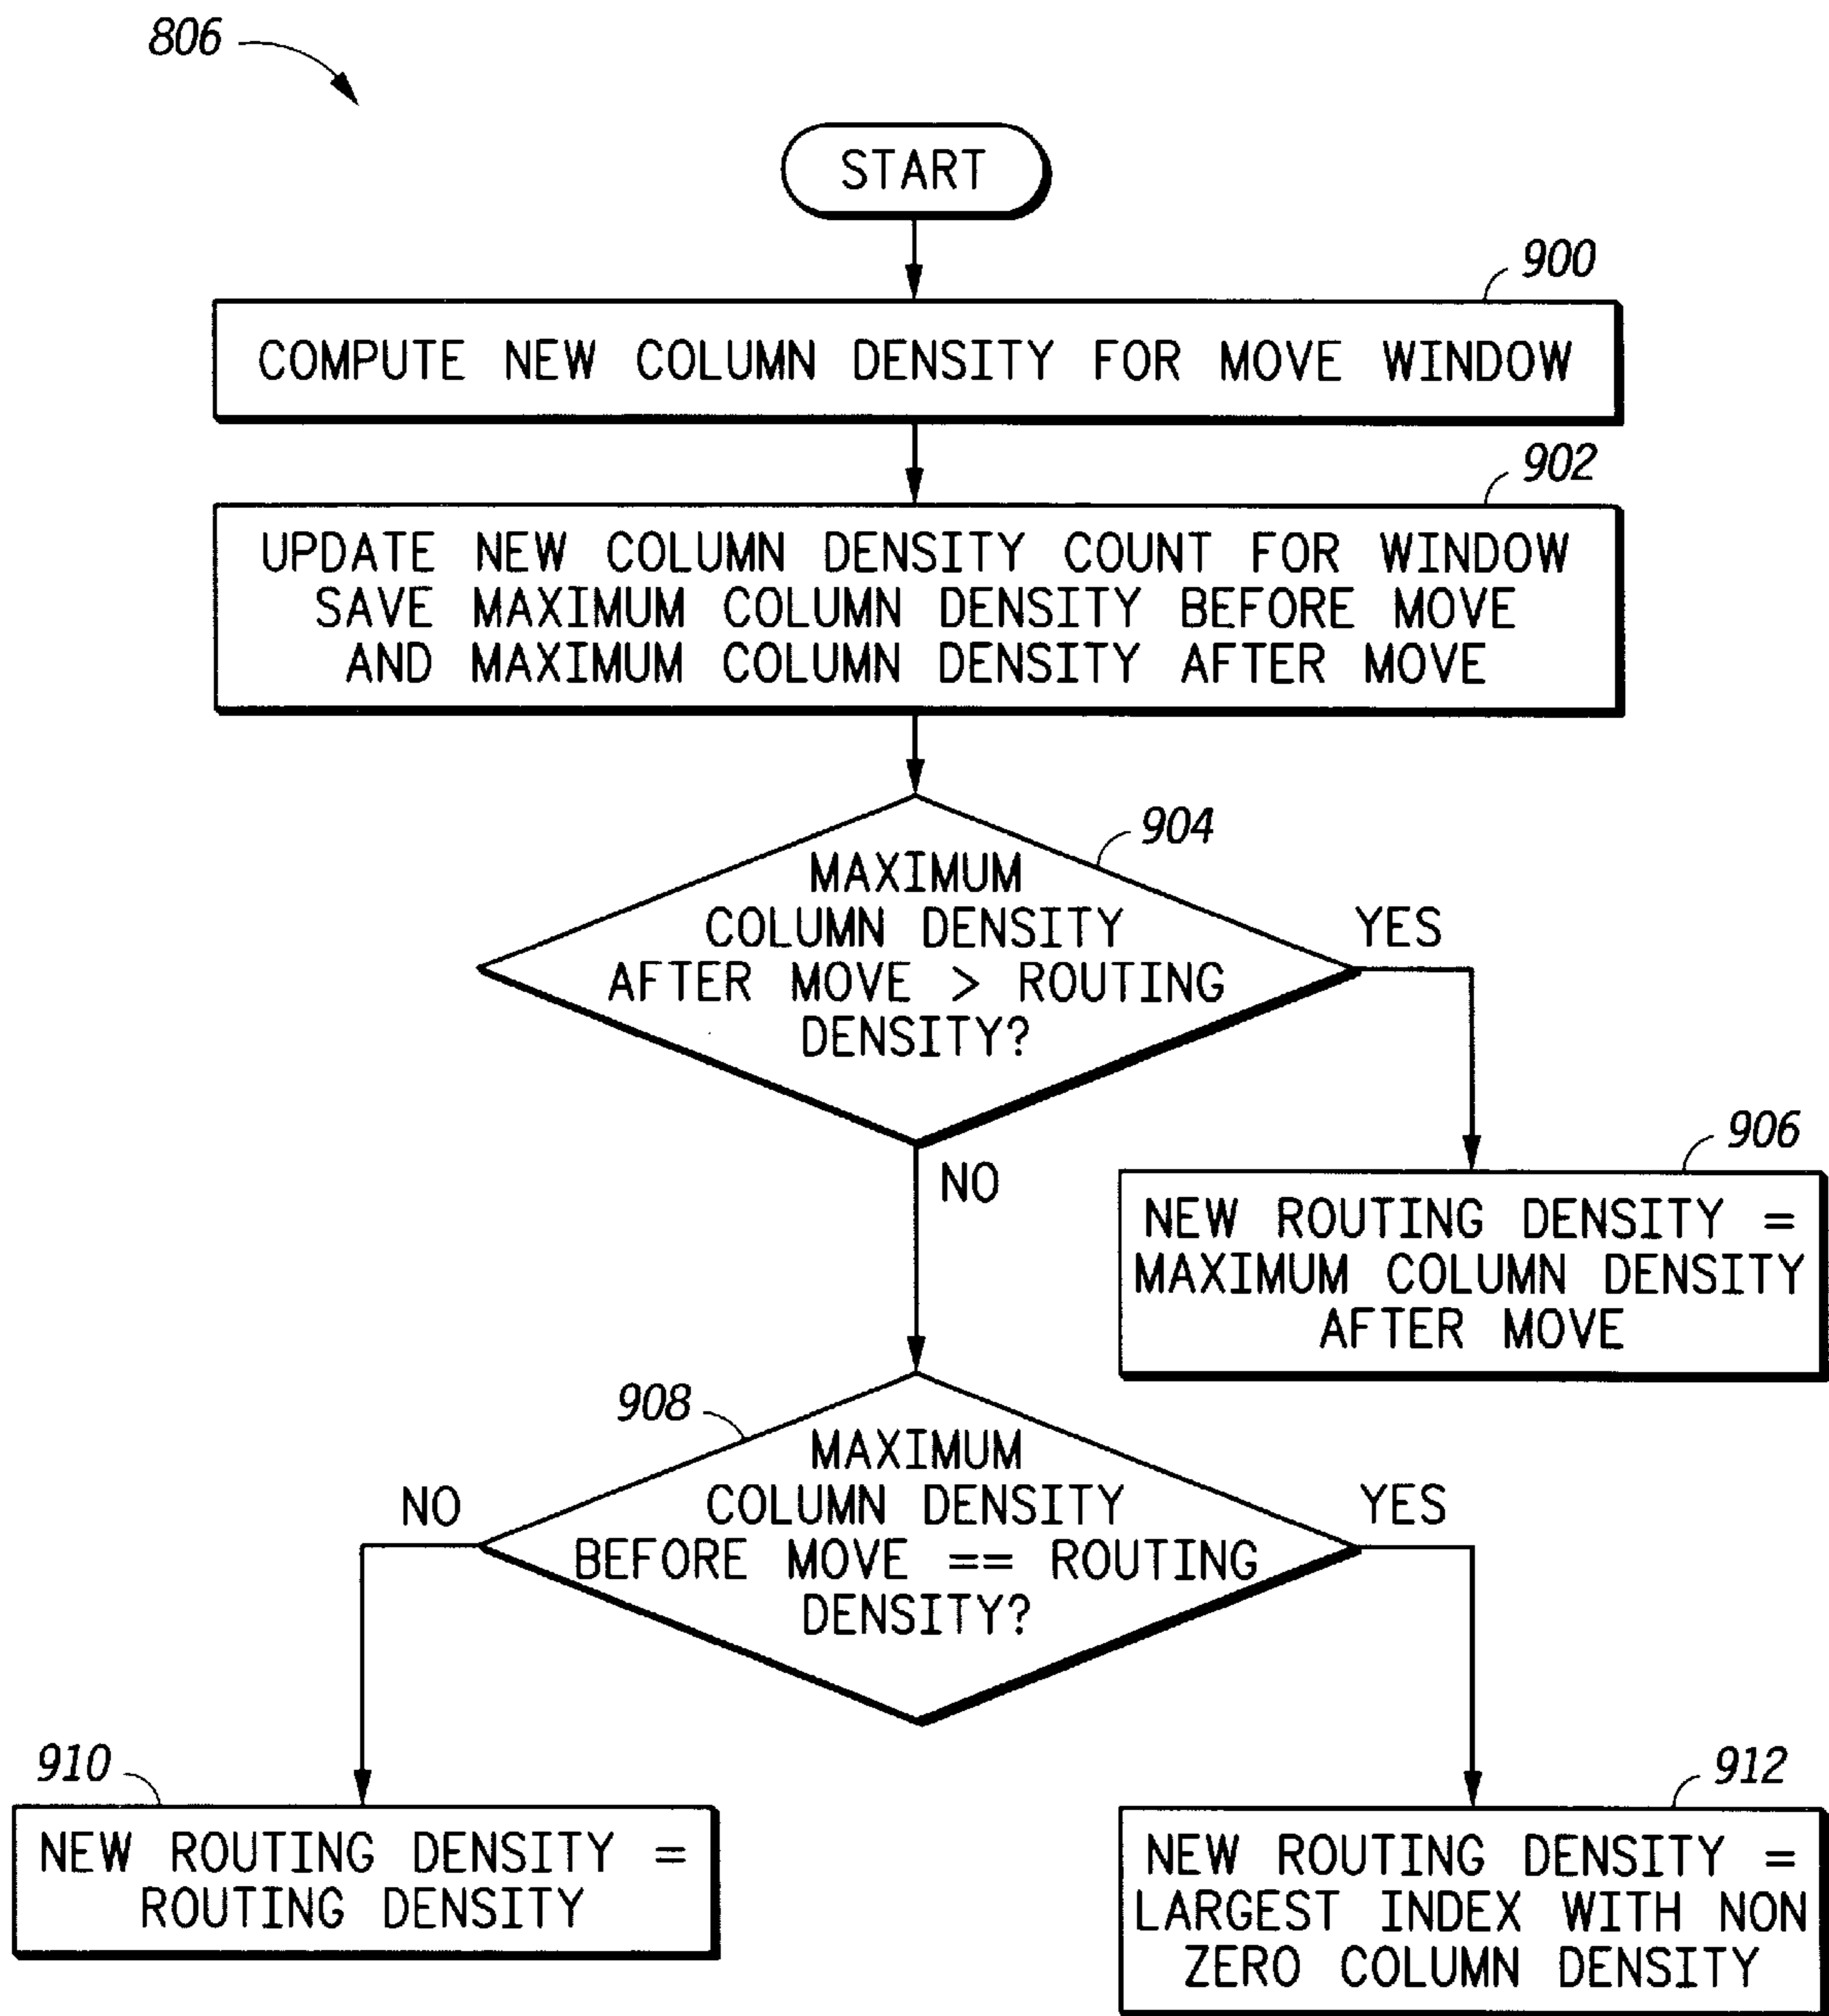 806
START
900
COMPUTE NEW COLUMN DENSITY FOR MOVE WINDOW
902
UPDATE NEW COLUMN DENSITY COUNT FOR WINDOW
SAVE MAXIMUM COLUMN DENSITY BEFORE MOVE
AND MAXIMUM COLUMN DENSITY AFTER MOVE
904
MAXIMUM
COLUMN DENSITY
AFTER MOVE > ROUTING
DENSITY?
YES
NO
906
NEW ROUTING DENSITY =
MAXIMUM COLUMN DENSITY
AFTER MOVE
908
MAXIMUM
COLUMN DENSITY
BEFORE MOVE == ROUTING
DENSITY?
NO
YES
910
NEW ROUTING DENSITY =
ROUTING DENSITY
912
NEW ROUTING DENSITY =
LARGEST INDEX WITH NON
ZERO COLUMN DENSITY